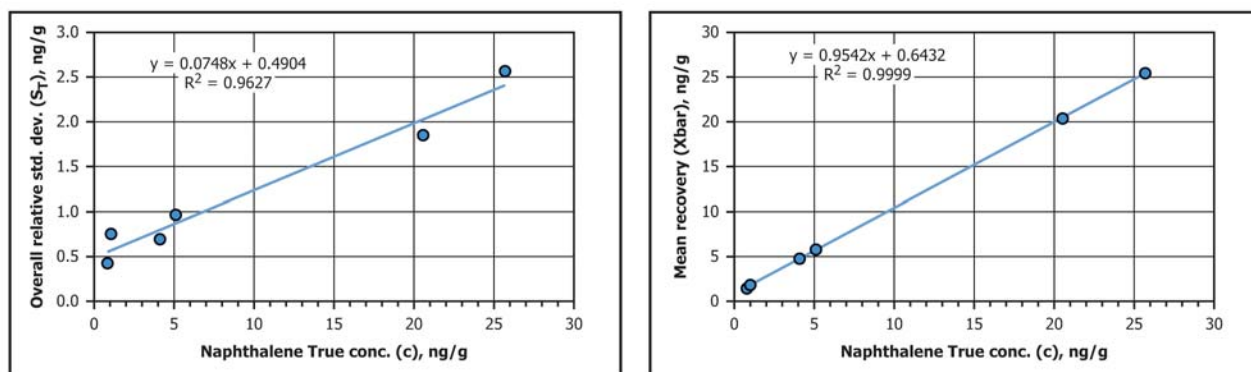 3.0
2.5
2.0
1.5
1.0
0.5
0.0
Overall relative std. dev. (S_T), ng/g
y = 0.0748x + 0.4904
R² = 0.9627
0 5 10 15 20 25 30
Naphthalene True conc. (c), ng/g
30
25
20
15
10
5
0
Mean recovery (Xbar), ng/g
y = 0.9542x + 0.6432
R² = 0.9999
0 5 10 15 20 25 30
Naphthalene True conc. (c), ng/g